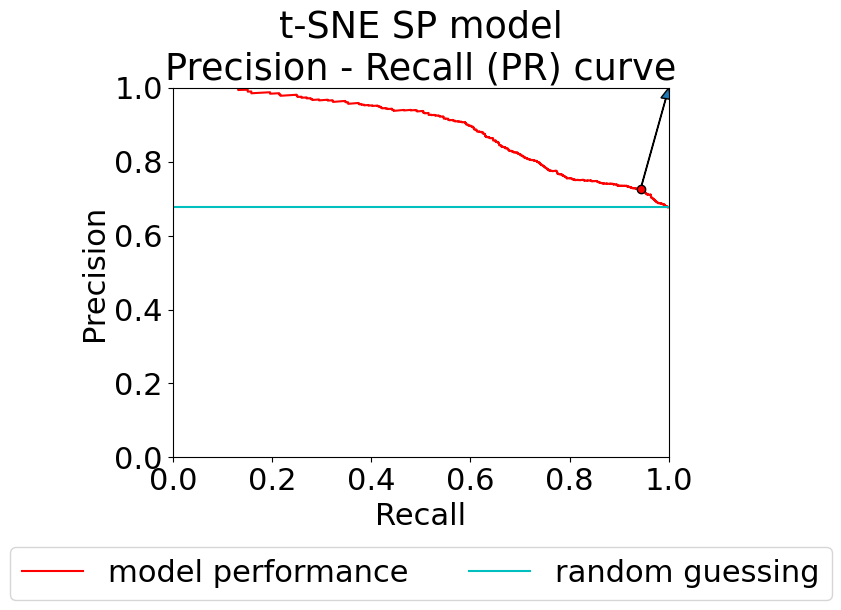 t-SNE SP model
Precision - Recall (PR) curve
1.0
0.8
0.6
0.4
0.2
0.0
Precision
0.0 0.2 0.4 0.6 0.8 1.0
Recall
model performance random guessing